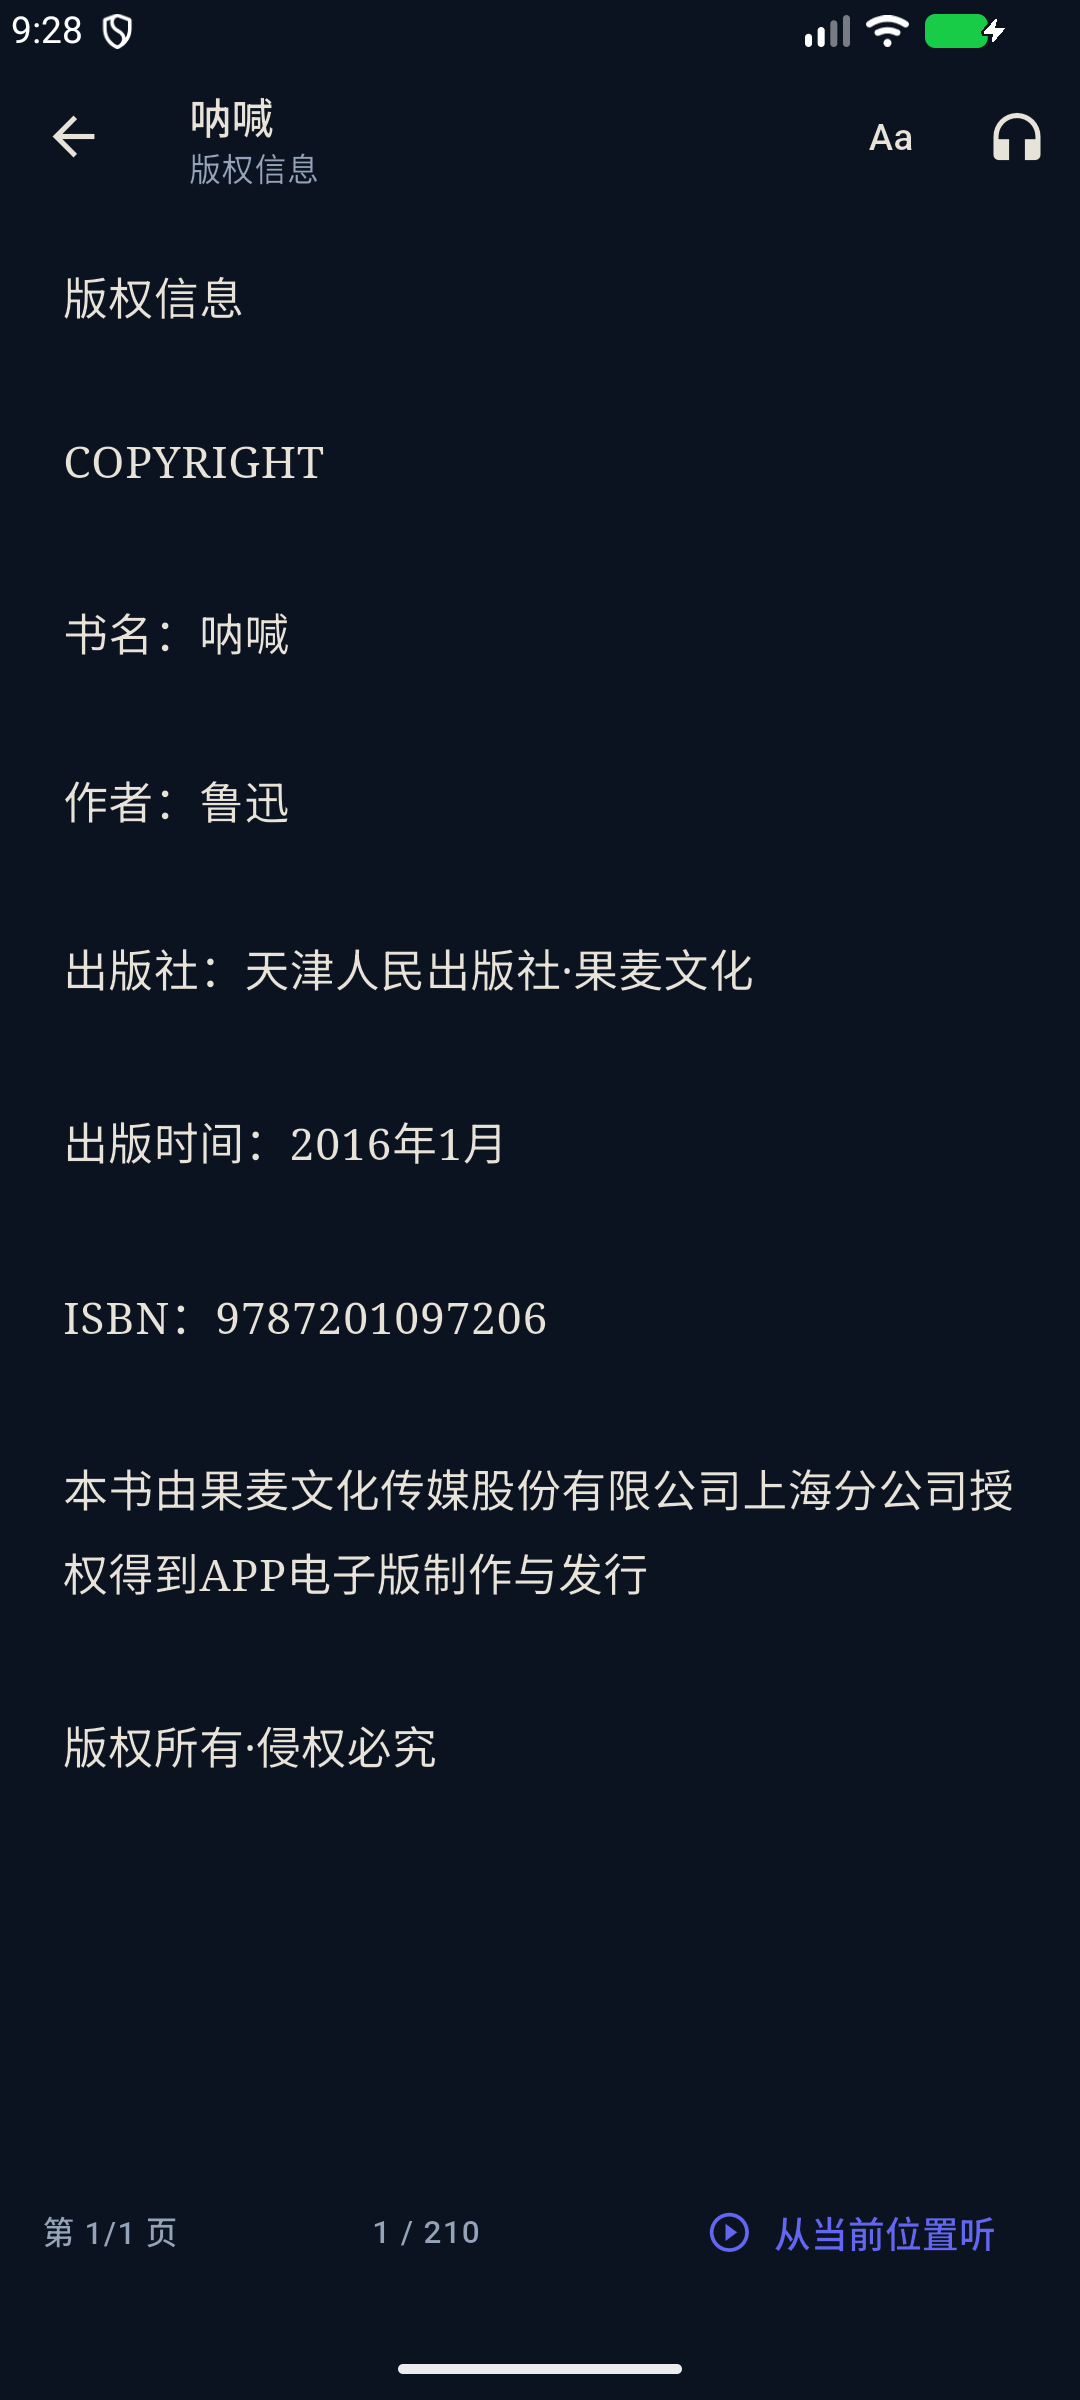 9:28
呐喊
版权信息
Aa
版权信息
COPYRIGHT
书名：呐喊
作者：鲁迅
出版社：天津人民出版社·果麦文化
出版时间：2016年1月
ISBN：9787201097206
本书由果麦文化传媒股份有限公司上海分公司授
权得到APP电子版制作与发行
版权所有·侵权必究
第 1/1 页
1 / 210
从当前位置听